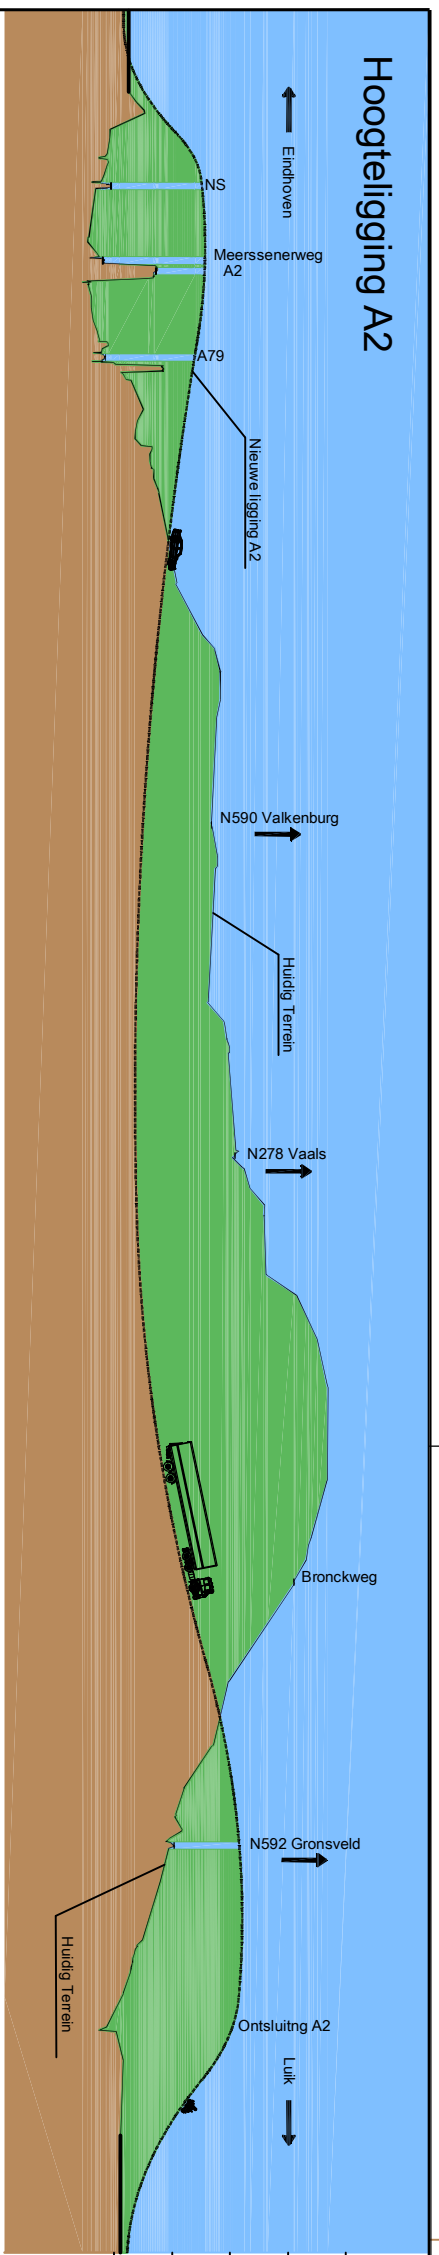 Hoogteligging A2
Eindhoven
NS
Meerssenerweg
A2
A79
Nieuwe ligging A2
N590 Valkenburg
Huidig Terrein
N278 Vaals
Bronckweg
N592 Gronsveld
Huidig Terrein
Ontsluitng A2
Luik